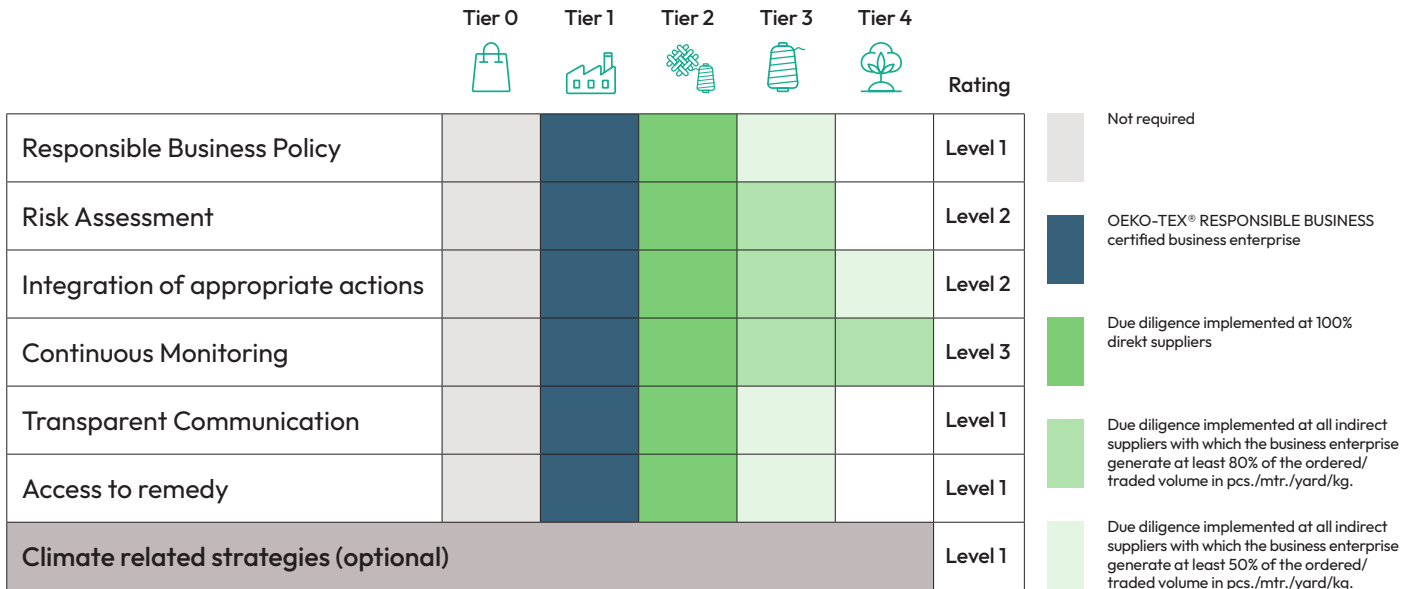 Tier 0 Tier 1 Tier 2 Tier 3 Tier 4
Rating
Responsible Business Policy Level 1
Risk Assessment Level 2
Integration of appropriate actions Level 2
Continuous Monitoring Level 3
Transparent Communication Level 1
Access to remedy Level 1
Climate related strategies (optional) Level 1
Not required
OEKO-TEX® RESPONSIBLE BUSINESS
certified business enterprise
Due diligence implemented at 100%
direkt suppliers
Due diligence implemented at all indirect
suppliers with which the business enterprise
generate at least 80% of the ordered/
traded volume in pcs./mtr./yard/kg.
Due diligence implemented at all indirect
suppliers with which the business enterprise
generate at least 50% of the ordered/
traded volume in pcs./mtr./yard/kg.